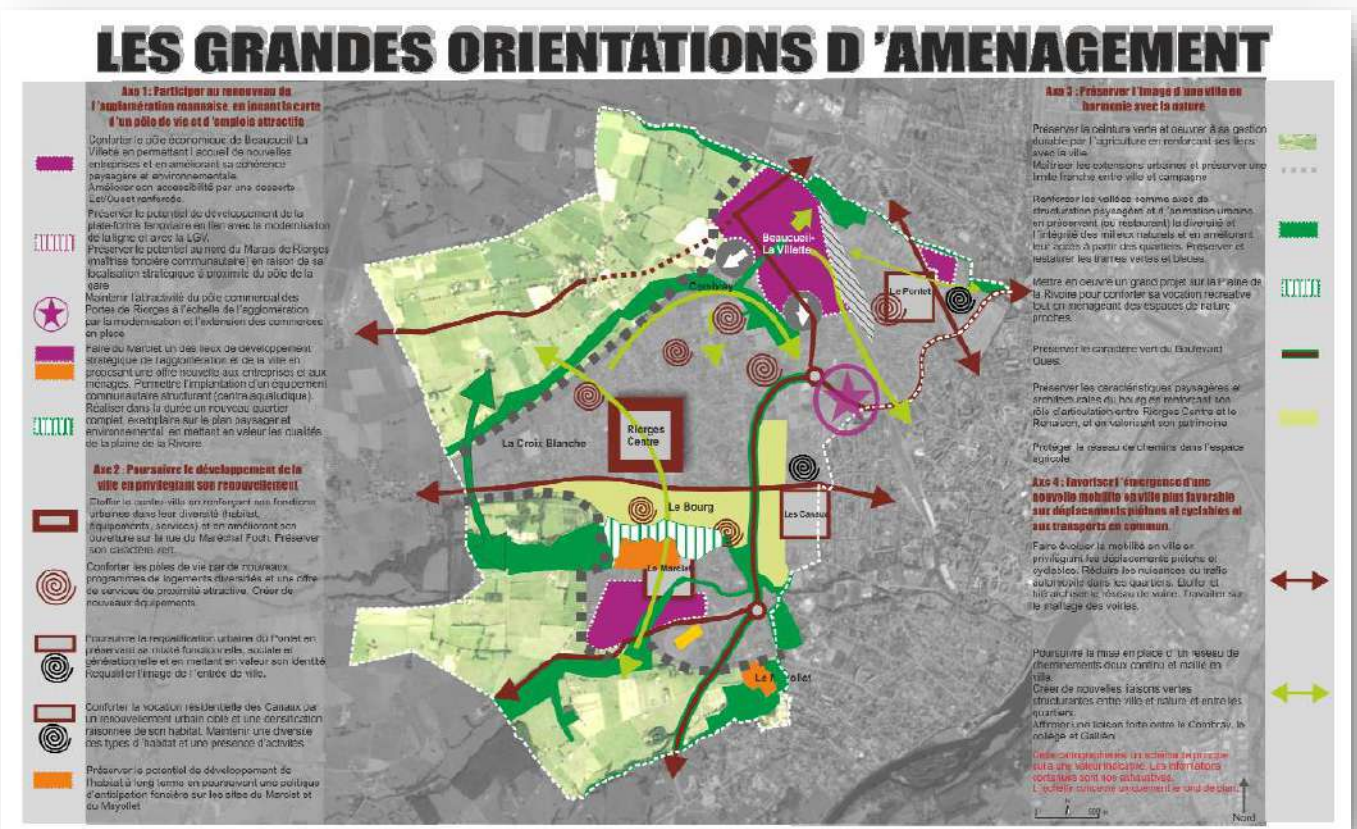 LES GRANDES ORIENTATIONS D 'AMENAGEMENT
Axe 1 : Participer au renouveau de
l 'agglomération roannaise, en jouant la carte
d 'un pôle de vie et d 'emplois attractifs
Conforter le pôle économique de Beaucueil La
Villette en permettant l accueil de nouvelles
entreprises et en améliorant sa cohérence
paysagère et environnementale.
Améliorer son accessibilité par une desserte
Est/Ouest renforcée.
Préserver le potentiel de développement de la
plate-forme ferroviaire en lien avec la modernisation
de la ligne et avec la LGV.
Préserver le potentiel au nord du Marais de Riorges
(maîtrise foncière communautaire) en raison de sa
localisation stratégique à proximité du pôle de la
gare
Maintenir l'attractivité du pôle commercial des
Portes de Riorges à l'échelle de l'agglomération
par la modernisation et l'extension des commerces
en place
Faire du Marclet un des lieux de développement
stratégique de l'agglomération et de la ville en
proposant une offre nouvelle aux entreprises et aux
ménages. Permettre l'implantation d'un équipement
communautaire structurant (centre aqualudique).
Réaliser dans la durée un nouveau quartier
complet, exemplaire sur le plan paysager et
environnemental, en mettant en valeur les qualités
de la plaine de la Rivoire.
Axe 2 : Poursuivre le développement de la
ville en privilégiant son renouvellement
Etoffer le centre-ville en renforçant ses fonctions
urbaines dans leur diversité (habitat,
équipements, services) et en améliorant son
ouverture sur la rue du Maréchal Foch. Préserver
son caractère vert.
Conforter les pôles de vie par de nouveaux
programmes de logements diversifiés et une offre
de services de proximité attractive. Créer de
nouveaux équipements.
Poursuivre la requalification urbaine du Pontet en
préservant sa mixité fonctionnelle, sociale et
générationnelle et en mettant en valeur son identité
Requalifier l'image de l'entrée de ville.
Conforter la vocation résidentielle des Canaux par
un renouvellement urbain ciblé et une densification
raisonnée de son habitat. Maintenir une diversité
des types d 'habitat et une présence d'activités
Préserver le potentiel de développement de
l'habitat à long terme en poursuivant une politique
d'anticipation foncière sur les sites du Marclet et
du Mayollet
Beaucueil-
La Villette
Combray
Le Pontet
Riorges
Centre
La Croix Blanche
Le Bourg
Les Canaux
Le Marclet
Axe 3 : Préserver l'image d'une ville en
harmonie avec la nature
Préserver la ceinture verte et oeuvrer à sa gestion
durable par l'agriculture en renforçant ses liens
avec la ville.
Maîtriser les extensions urbaines et préserver une
limite franche entre ville et campagne
Renforcer les vallées comme axes de
structuration paysagère et d 'animation urbaine
en préservant (ou restaurant) la diversité et
l'intégrité des milieux naturels et en améliorant
leur accès à partir des quartiers. Préserver et
restaurer les trames vertes et bleues.
Mettre en oeuvre un grand projet sur la Plaine de
la Rivoire pour conforter sa vocation récréative
tout en ménageant des espaces de nature
proches.
Préserver le caractère vert du Boulevard
Ouest.
Préserver les caractéristiques paysagères et
architecturales du bourg en renforçant son
rôle d'articulation entre Riorges Centre et le
Renaison, et en valorisant son patrimoine
Protéger le réseau de chemins dans l'espace
agricole
Axe 4 : Favoriser l 'émergence d'une
nouvelle mobilité en ville plus favorable
aux déplacements piétons et cyclables et
aux transports en commun.
Faire évoluer la mobilité en ville en
privilégiant les déplacements piétons et
cyclables. Réduire les nuisances du trafic
automobile dans les quartiers. Etoffer et
hiérarchiser le réseau de voirie. Travailler sur
le maillage des voiries.
Poursuivre la mise en place d 'un réseau de
cheminements doux continu et maillé en
ville.
Créer de nouvelles liaisons vertes
structurantes entre ville et nature et entre les
quartiers.
Affirmer une liaison forte entre le Combray, le
collège et Galliéni
Cette cartographie est un schéma de principe
qui a une valeur indicative. Les informations
contenues sont non exhaustives.
L'échelle concerne uniquement le fond de plan.
Nord